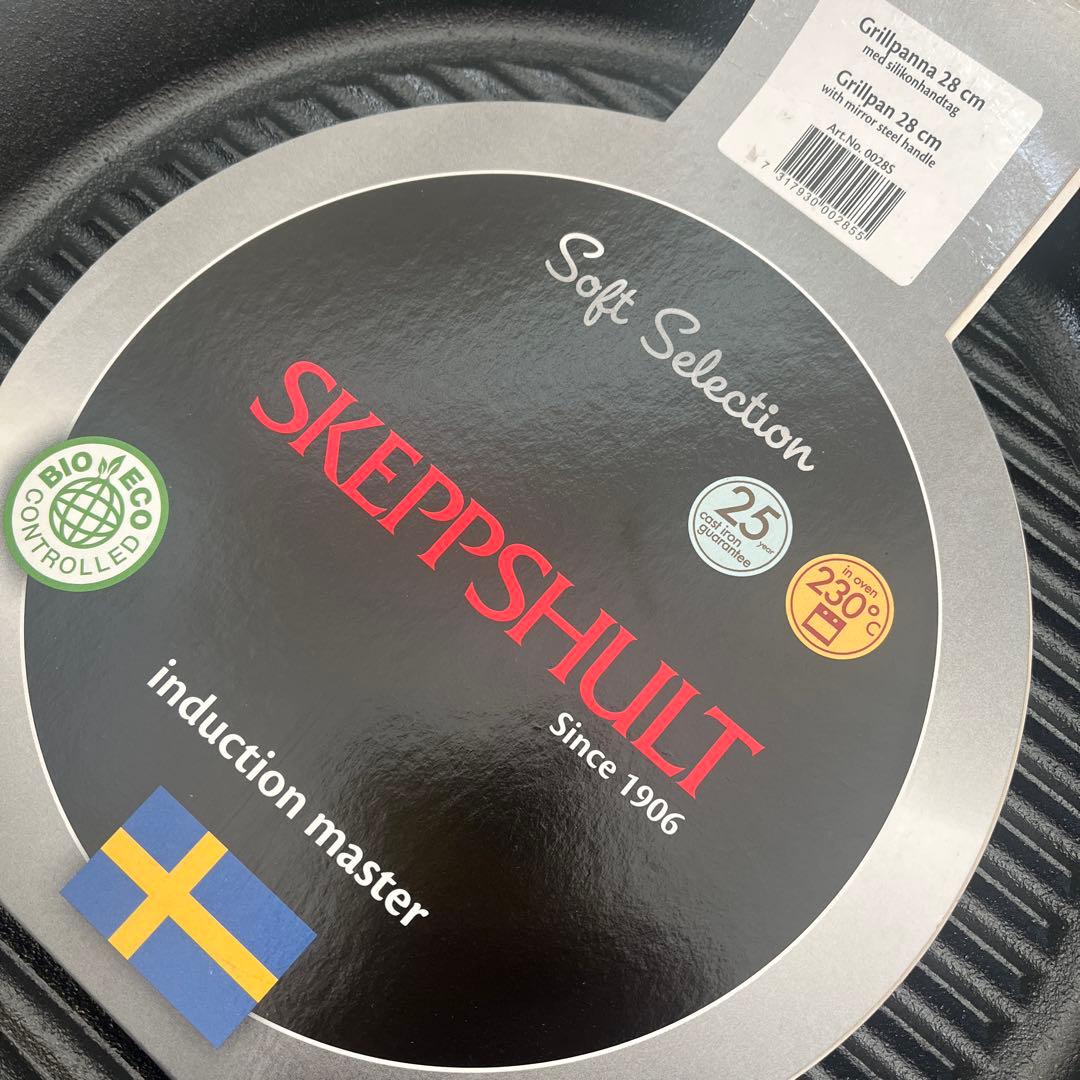 Grillpanna 28 cm
med silikonhandtag
Grillpan 28 cm
with mirror steel handle
Art.No. 0028S
7 317930 002855
Soft Selection
SKEPPSHULT
Since 1906
BIO ECO
CONTROLLED
25
year
cast iron
guarantee
in oven
230°C
induction master